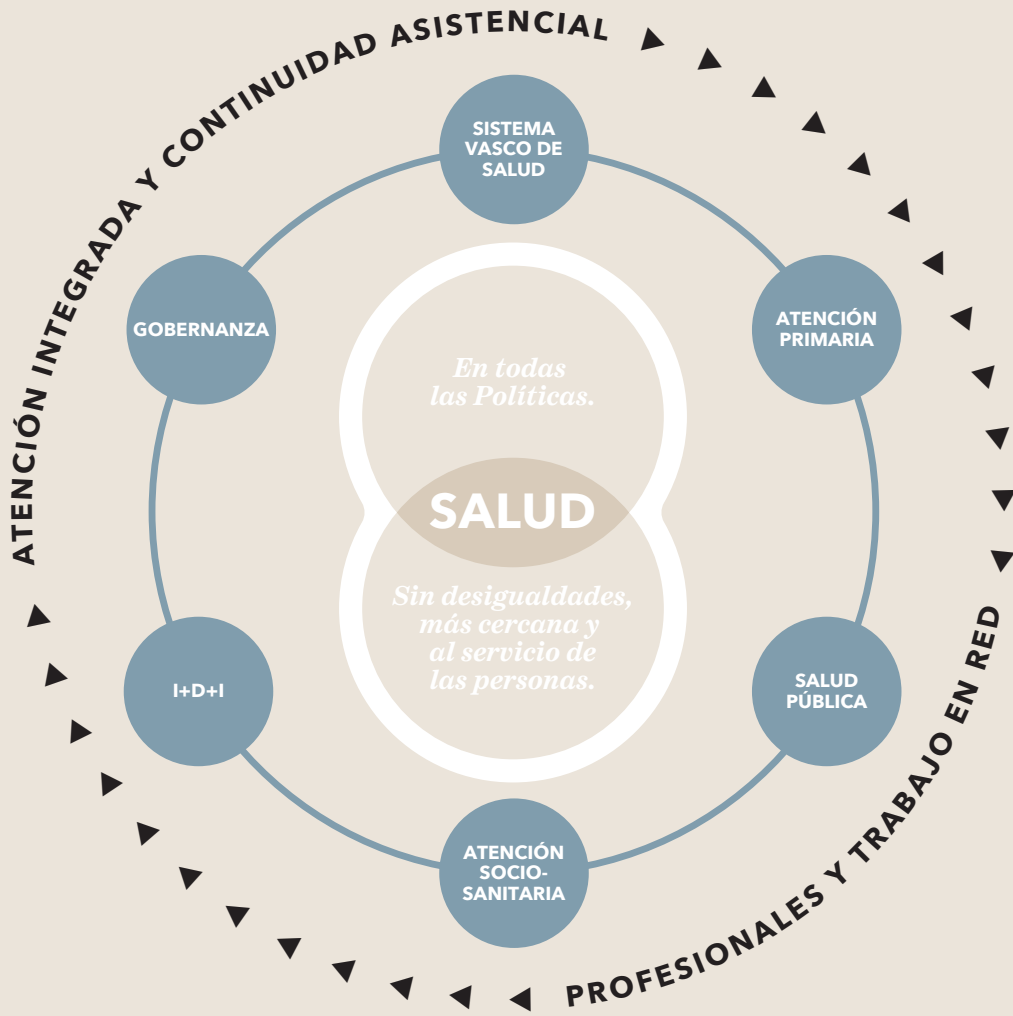 ATENCIÓN INTEGRADA Y CONTINUIDAD ASISTENCIAL
SISTEMA
VASCO DE
SALUD
GOBERNANZA
ATENCIÓN
PRIMARIA
En todas
las Políticas.
SALUD
Sin desigualdades,
más cercana y
al servicio de
las personas.
I+D+I
SALUD
PÚBLICA
ATENCIÓN
SOCIO-
SANITARIA
PROFESIONALES Y TRABAJO EN RED